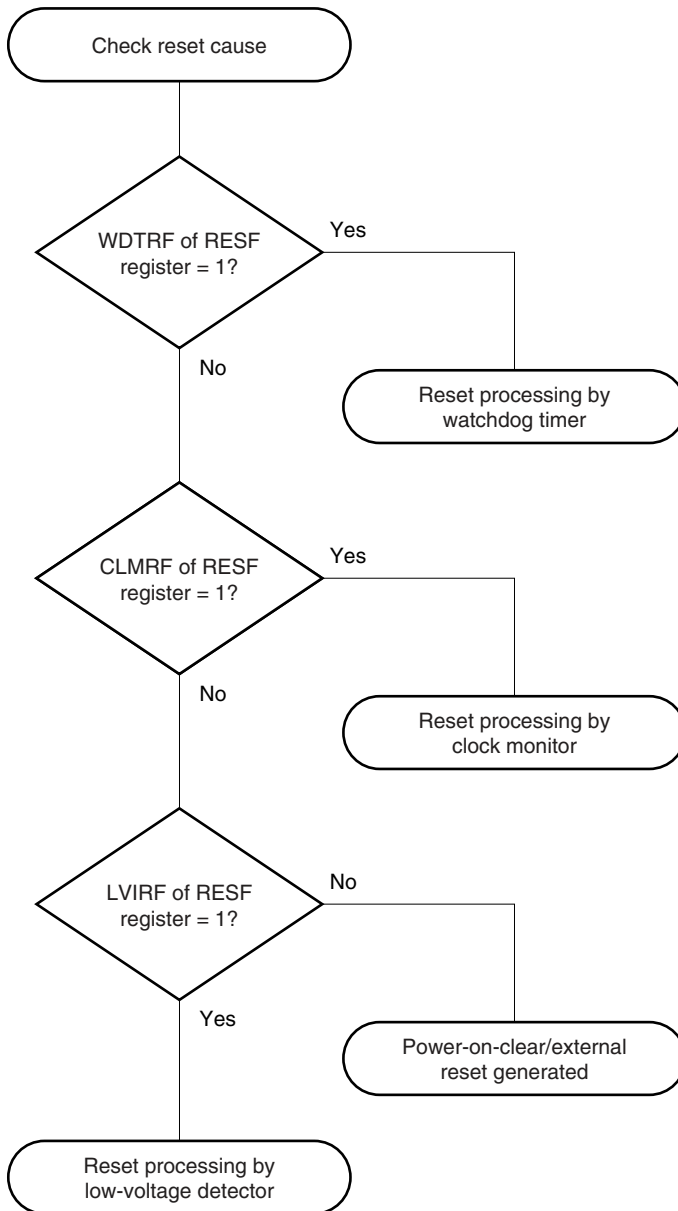 Check reset cause
WDTRF of RESF
register = 1?
Yes
No
Reset processing by
watchdog timer
CLMRF of RESF
register = 1?
Yes
No
Reset processing by
clock monitor
LVIRF of RESF
register = 1?
No
Yes
Power-on-clear/external
reset generated
Reset processing by
low-voltage detector